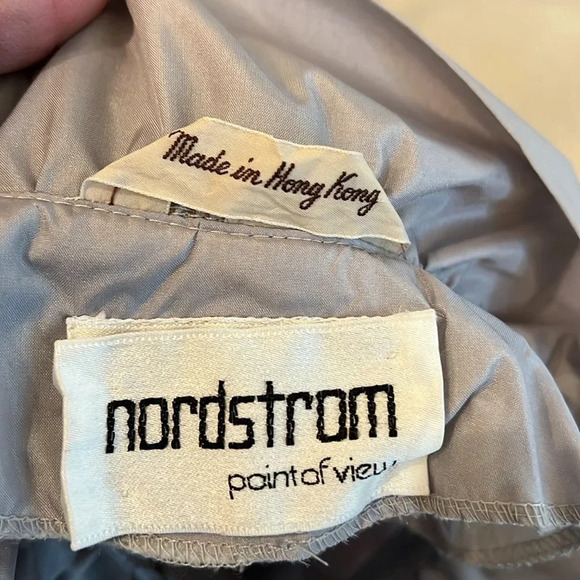 Made in Hong Kong
nordstrom
point of view